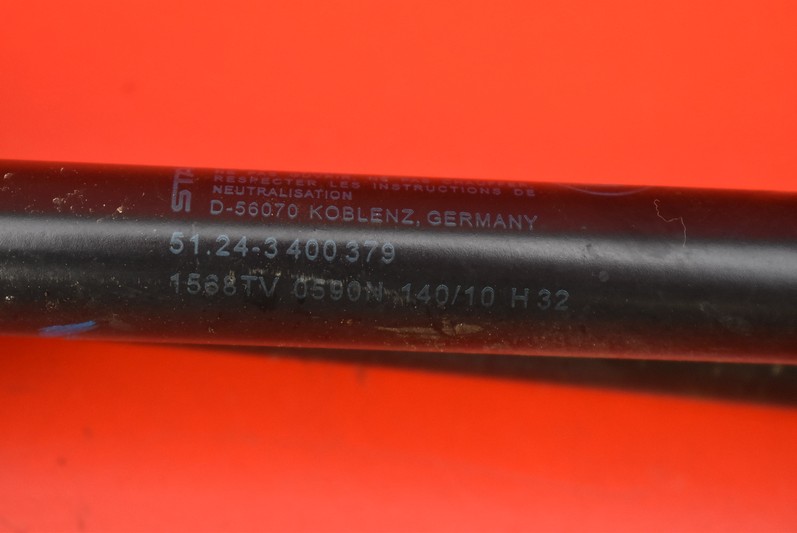 RESPECTER LES INSTRUCTIONS DE
NEUTRALISATION
D-56070 KOBLENZ, GERMANY
51.24-3 400 379
1568TV 0590N 140/10 H 32